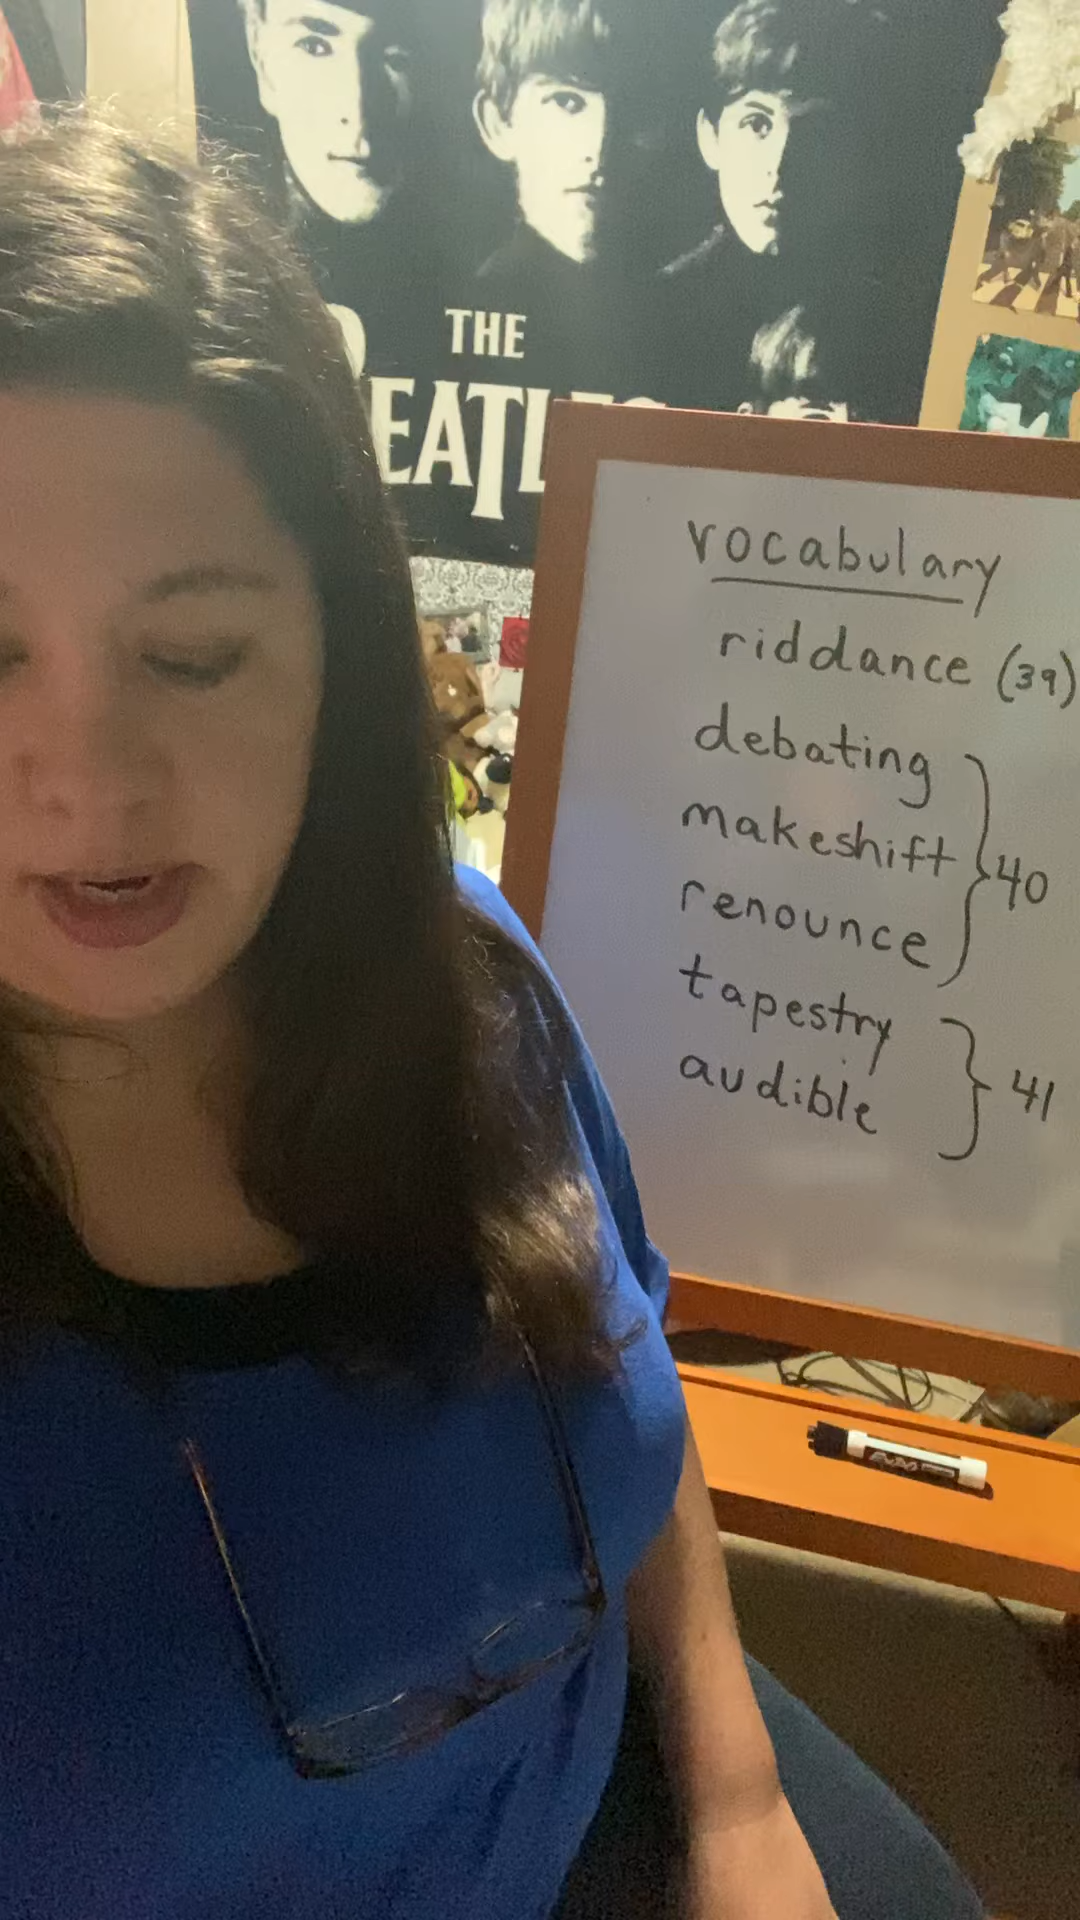 THE
EATL
vocabulary
riddance (39)
debating
makeshift
renounce
40
tapestry
audible
41